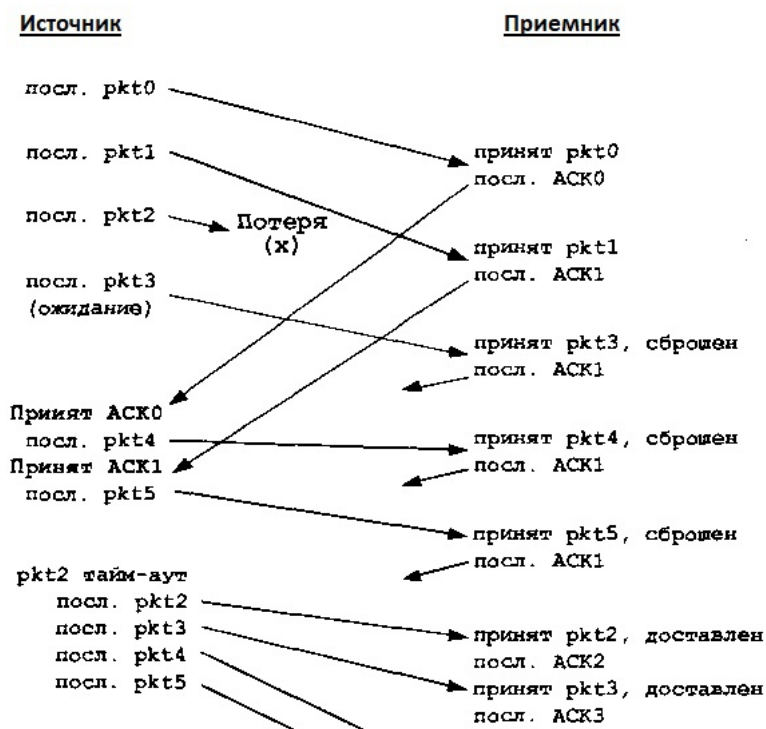 Источник
Приемник
посл. pkt0
посл. pkt1
посл. pkt2
Потеря
(x)
посл. pkt3
(ожидание)
принят pkt0
посл. ACK0
принят pkt1
посл. ACK1
принят pkt3, сброшен
посл. ACK1
Принят ACK0
посл. pkt4
Принят ACK1
посл. pkt5
принят pkt4, сброшен
посл. ACK1
принят pkt5, сброшен
посл. ACK1
pkt2 тайм-аут
посл. pkt2
посл. pkt3
посл. pkt4
посл. pkt5
принят pkt2, доставлен
посл. ACK2
принят pkt3, доставлен
посл. ACK3